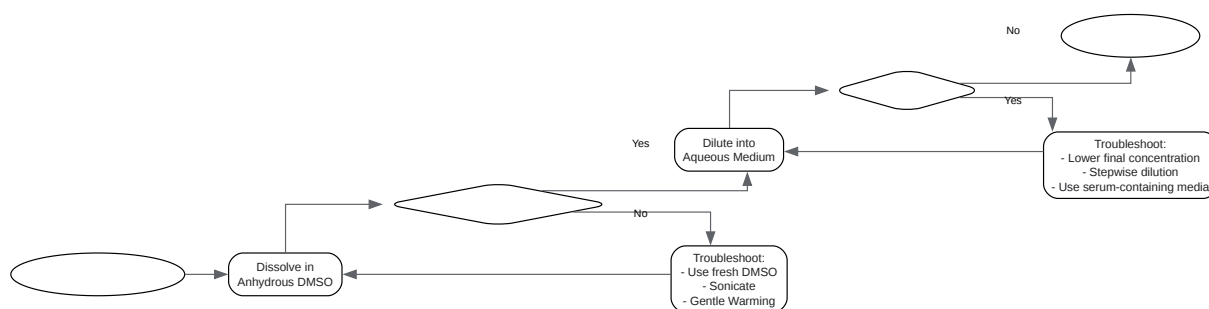 No
Yes
Dilute into
Aqueous Medium
Yes
Troubleshoot:
- Lower final concentration
- Stepwise dilution
- Use serum-containing media
No
Dissolve in
Anhydrous DMSO
Troubleshoot:
- Use fresh DMSO
- Sonicate
- Gentle Warming